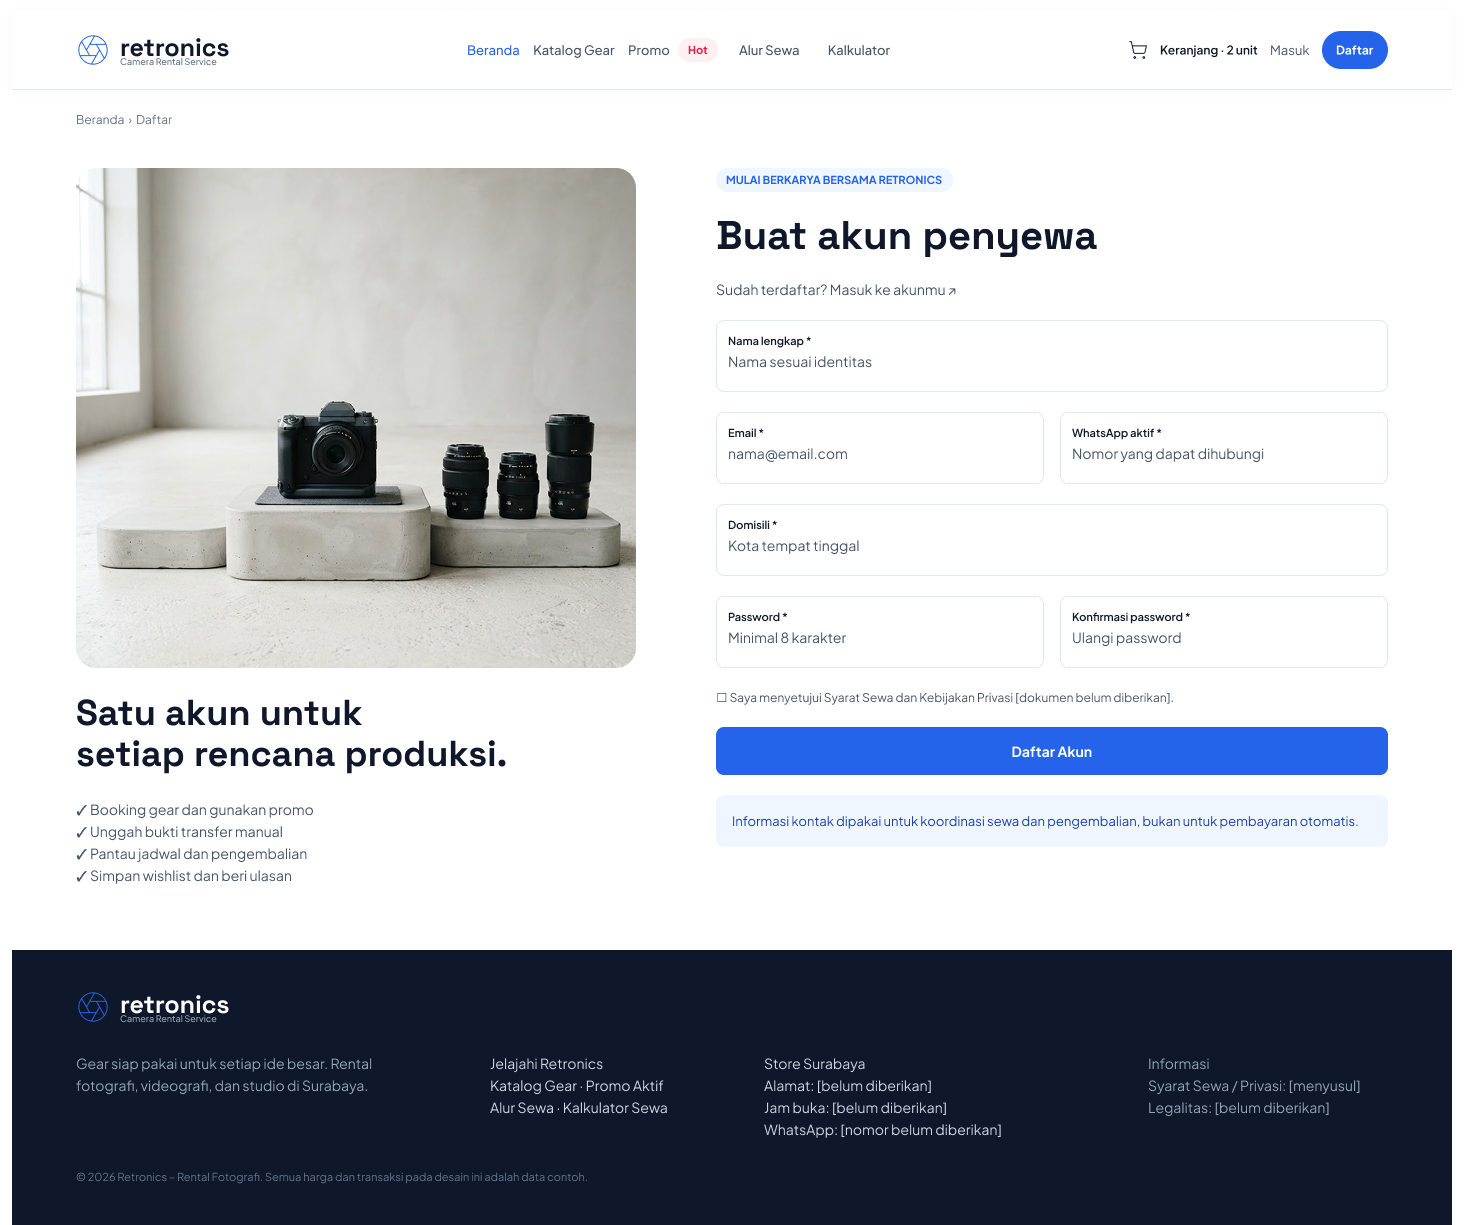 retronics
Camera Rental Service
Beranda
Katalog Gear
Promo
Hot
Alur Sewa
Kalkulator
Keranjang · 2 unit
Masuk
Daftar
Beranda › Daftar
MULAI BERKARYA BERSAMA RETRONICS
Buat akun penyewa
Sudah terdaftar? Masuk ke akunmu ↗
Nama lengkap *
Nama sesuai identitas
Email *
nama@email.com
WhatsApp aktif *
Nomor yang dapat dihubungi
Domisili *
Kota tempat tinggal
Password *
Minimal 8 karakter
Konfirmasi password *
Ulangi password
☐ Saya menyetujui Syarat Sewa dan Kebijakan Privasi [dokumen belum diberikan].
Daftar Akun
Informasi kontak dipakai untuk koordinasi sewa dan pengembalian, bukan untuk pembayaran otomatis.
Satu akun untuk
setiap rencana produksi.
✓ Booking gear dan gunakan promo
✓ Unggah bukti transfer manual
✓ Pantau jadwal dan pengembalian
✓ Simpan wishlist dan beri ulasan
retronics
Camera Rental Service
Gear siap pakai untuk setiap ide besar. Rental
fotografi, videografi, dan studio di Surabaya.
Jelajahi Retronics
Katalog Gear · Promo Aktif
Alur Sewa · Kalkulator Sewa
Store Surabaya
Alamat: [belum diberikan]
Jam buka: [belum diberikan]
WhatsApp: [nomor belum diberikan]
Informasi
Syarat Sewa / Privasi: [menyusul]
Legalitas: [belum diberikan]
© 2026 Retronics – Rental Fotografi. Semua harga dan transaksi pada desain ini adalah data contoh.